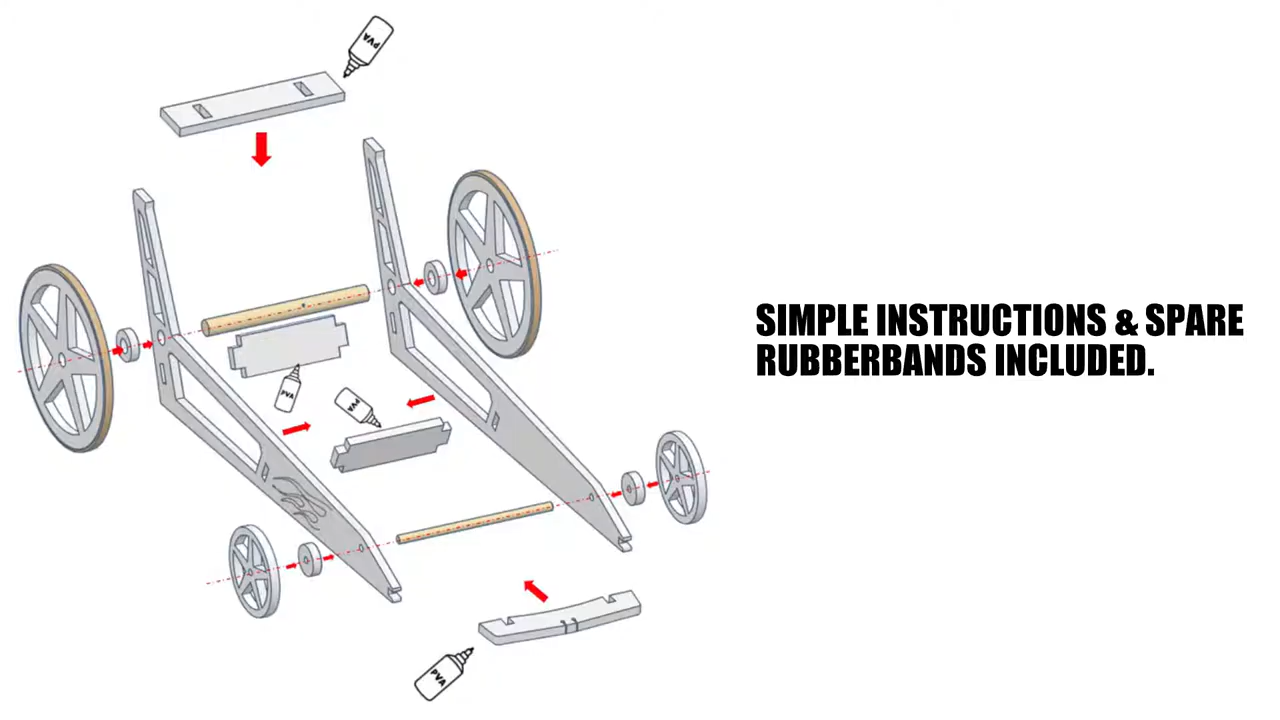 PVA
SIMPLE INSTRUCTIONS & SPARE
RUBBERBANDS INCLUDED.
PVA
PVA
PVA